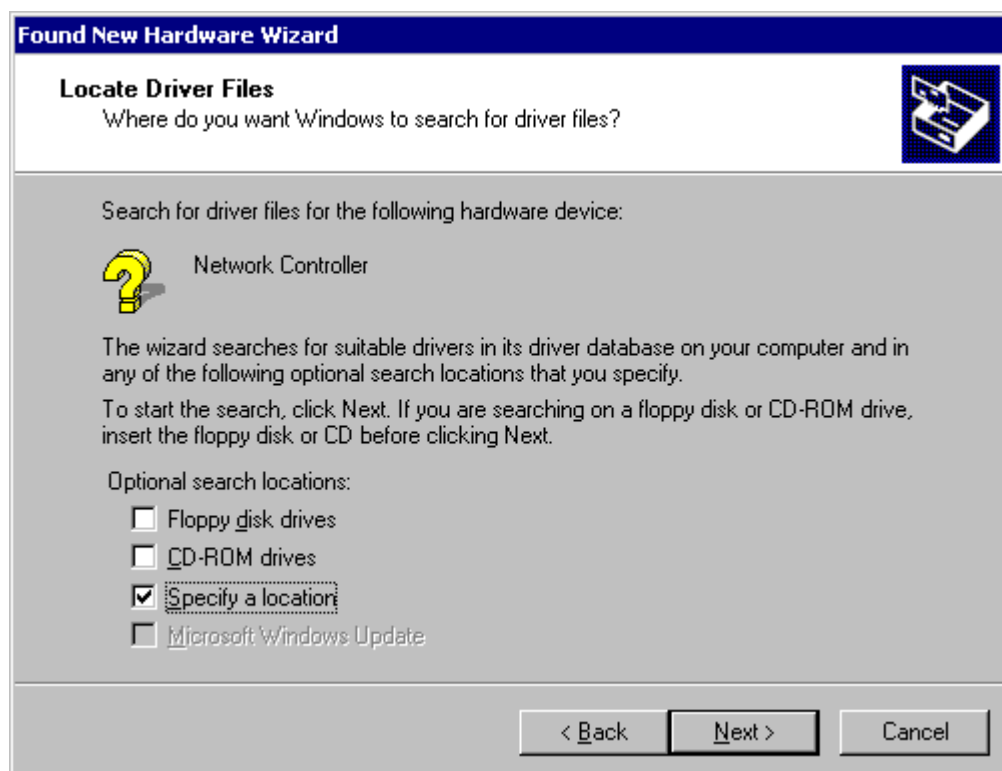 Found New Hardware Wizard
Locate Driver Files
Where do you want Windows to search for driver files?
Search for driver files for the following hardware device:
Network Controller
The wizard searches for suitable drivers in its driver database on your computer and in
any of the following optional search locations that you specify.
To start the search, click Next. If you are searching on a floppy disk or CD-ROM drive,
insert the floppy disk or CD before clicking Next.
Optional search locations:
Floppy disk drives
CD-ROM drives
Specify a location
Microsoft Windows Update
< Back Next > Cancel